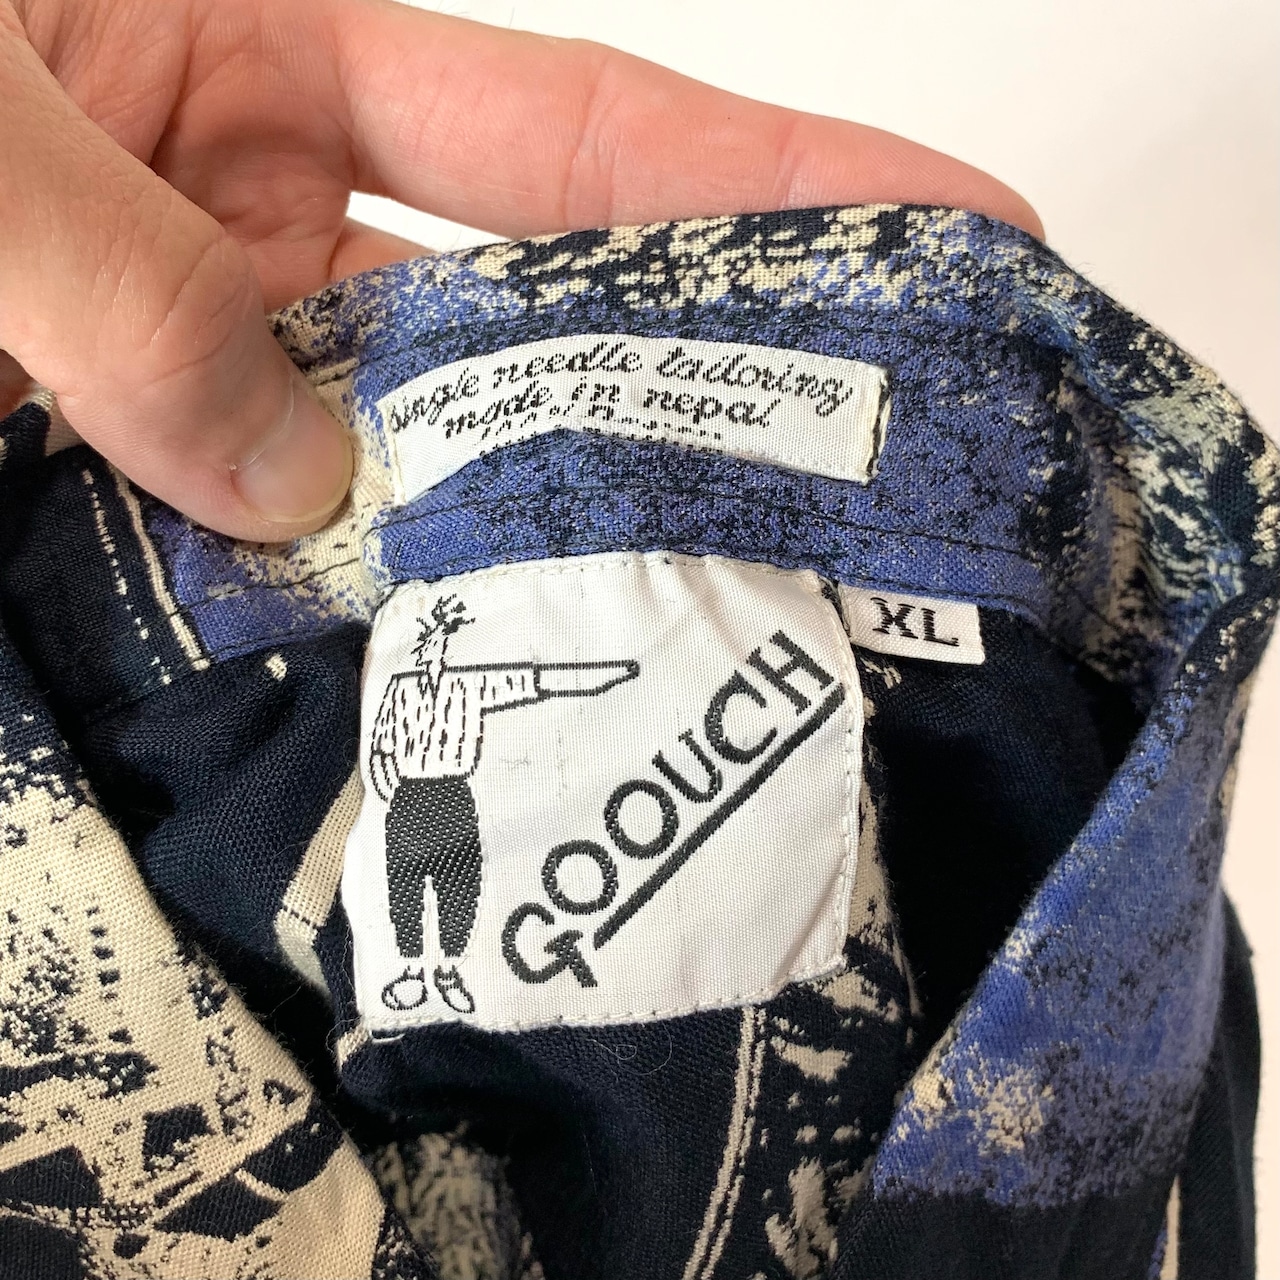 single needle tailoring
made in nepal
XL
GOOUCH